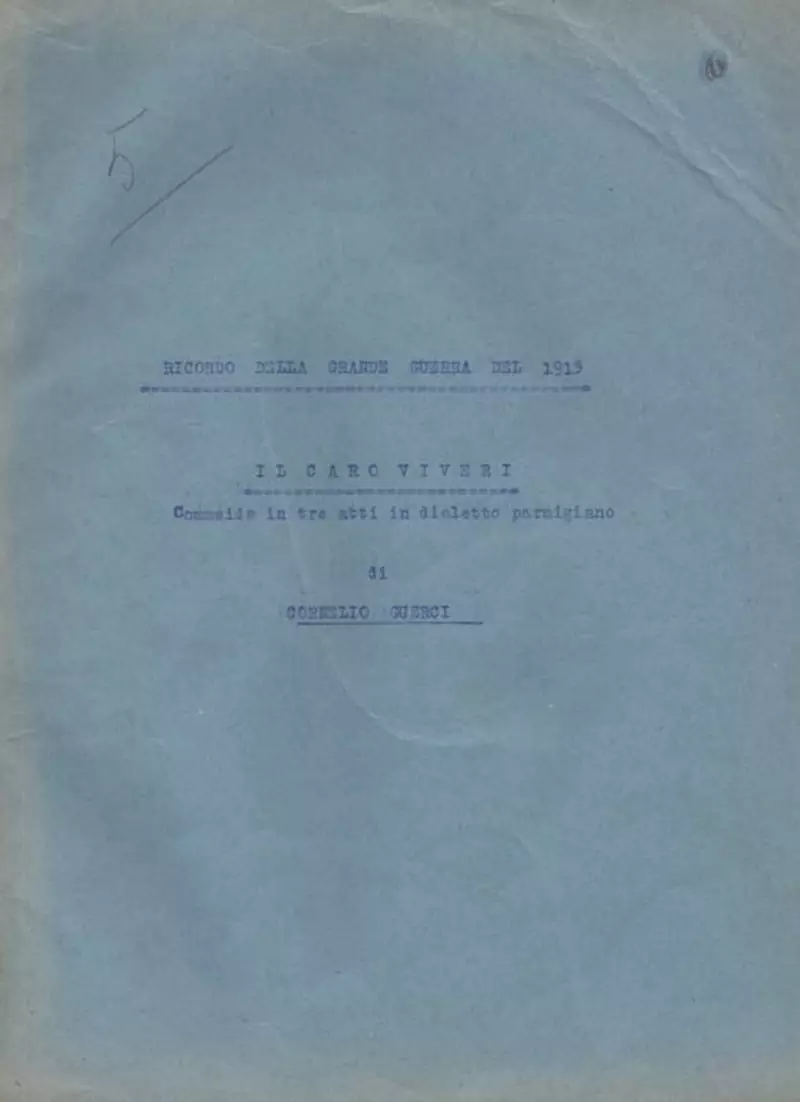 5
RICORDO DELLA GRANDE GUERRA DEL 1915
IL CARO VIVERI
Commedia in tre atti in dialetto parmigiano
di
CORNELIO GUERCI